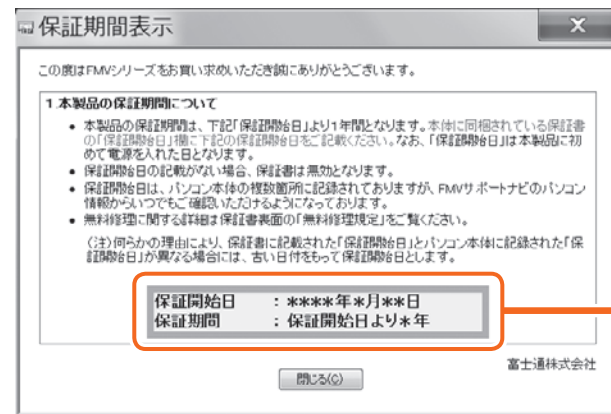 保証期間表示
この度はFMVシリーズをお買い求めいただき誠にありがとうございます。
1.本製品の保証期間について
• 本製品の保証期間は、下記「保証開始日」より1年間となります。本体に同梱されている保証書
の「保証開始日」欄に下記の保証開始日をご記載ください。なお、「保証開始日」は本製品に初
めて電源を入れた日となります。
• 保証開始日の記載がない場合、保証書は無効となります。
• 保証開始日は、パソコン本体の複数箇所に記録されておりますが、FMVサポートナビのパソコン
情報からいつでもご確認いただけるようになっております。
• 無料修理に関する詳細は保証書裏面の「無料修理規定」をご覧ください。
(注)何らかの理由により、保証書に記載された「保証開始日」とパソコン本体に記録された「保
証開始日」が異なる場合には、古い日付をもって保証開始日とします。
保証開始日 : ****年*月**日
保証期間 : 保証開始日より*年
富士通株式会社
閉じる(C)